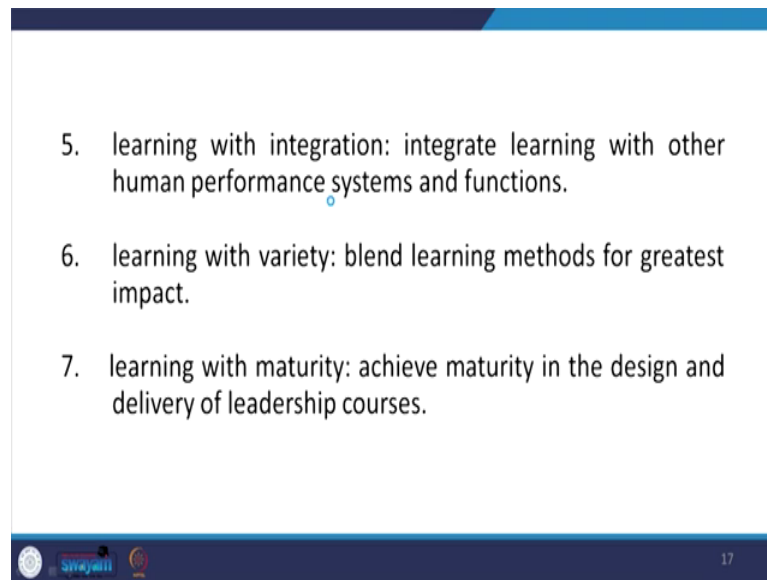 5. learning with integration: integrate learning with other
human performance systems and functions.
6. learning with variety: blend learning methods for greatest
impact.
7. learning with maturity: achieve maturity in the design and
delivery of leadership courses.
swayam
17